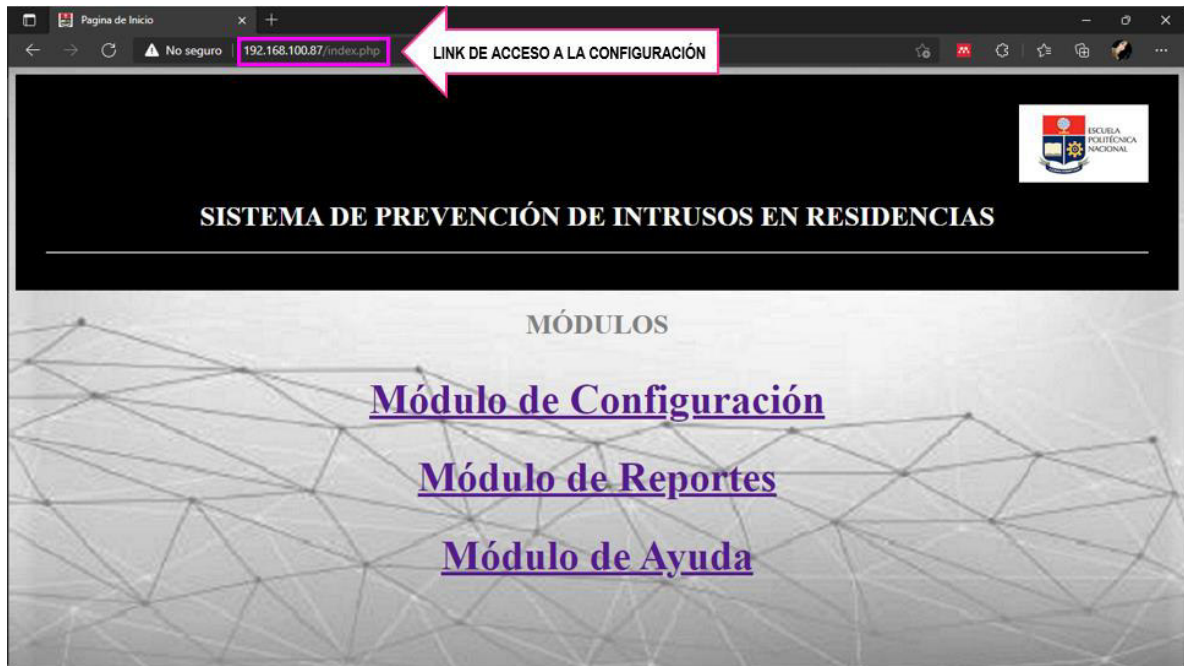 Pagina de Inicio
No seguro
192.168.100.87/index.php
LINK DE ACCESO A LA CONFIGURACIÓN
ESCUELA
POLITÉCNICA
NACIONAL
SISTEMA DE PREVENCIÓN DE INTRUSOS EN RESIDENCIAS
MÓDULOS
Módulo de Configuración
Módulo de Reportes
Módulo de Ayuda